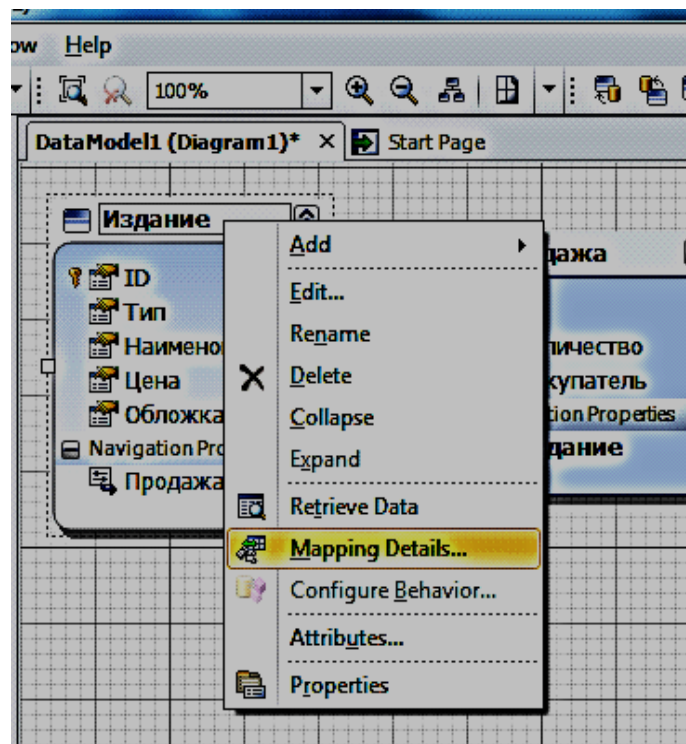 ow Help
100%
DataModel1 (Diagram1)* × Start Page
Издание
ID
Тип
Наимено
Цена
Обложка
Navigation Pro
Продажа
Add
Edit...
Rename
Delete
Collapse
Expand
Retrieve Data
Mapping Details...
Configure Behavior...
Attributes...
Properties
дажа
личество
купатель
tion Properties
дание